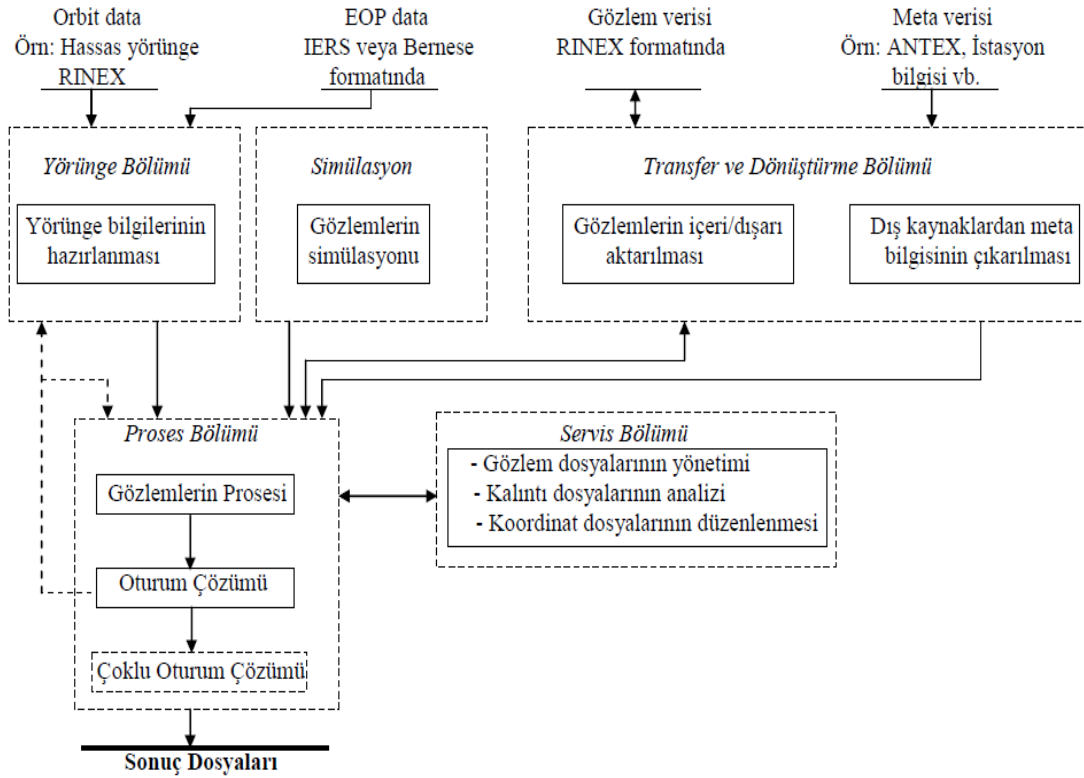 Orbit data
Örn: Hassas yörünge
RINEX
EOP data
IERS veya Bernese
formatında
Gözlem verisi
RINEX formatında
Meta verisi
Örn: ANTEX, İstasyon
bilgisi vb.
Yörünge Bölümü
Yörünge bilgilerinin
hazırlanması
Simülasyon
Gözlemlerin
simülasyonu
Transfer ve Dönüştürme Bölümü
Gözlemlerin içeri/dışarı
aktarılması
Dış kaynaklardan meta
bilgisinin çıkarılması
Proses Bölümü
Gözlemlerin Prosesi
Oturum Çözümü
Çoklu Oturum Çözümü
Servis Bölümü
- Gözlem dosyalarının yönetimi
- Kalıntı dosyalarının analizi
- Koordinat dosyalarının düzenlenmesi
Sonuç Dosyaları